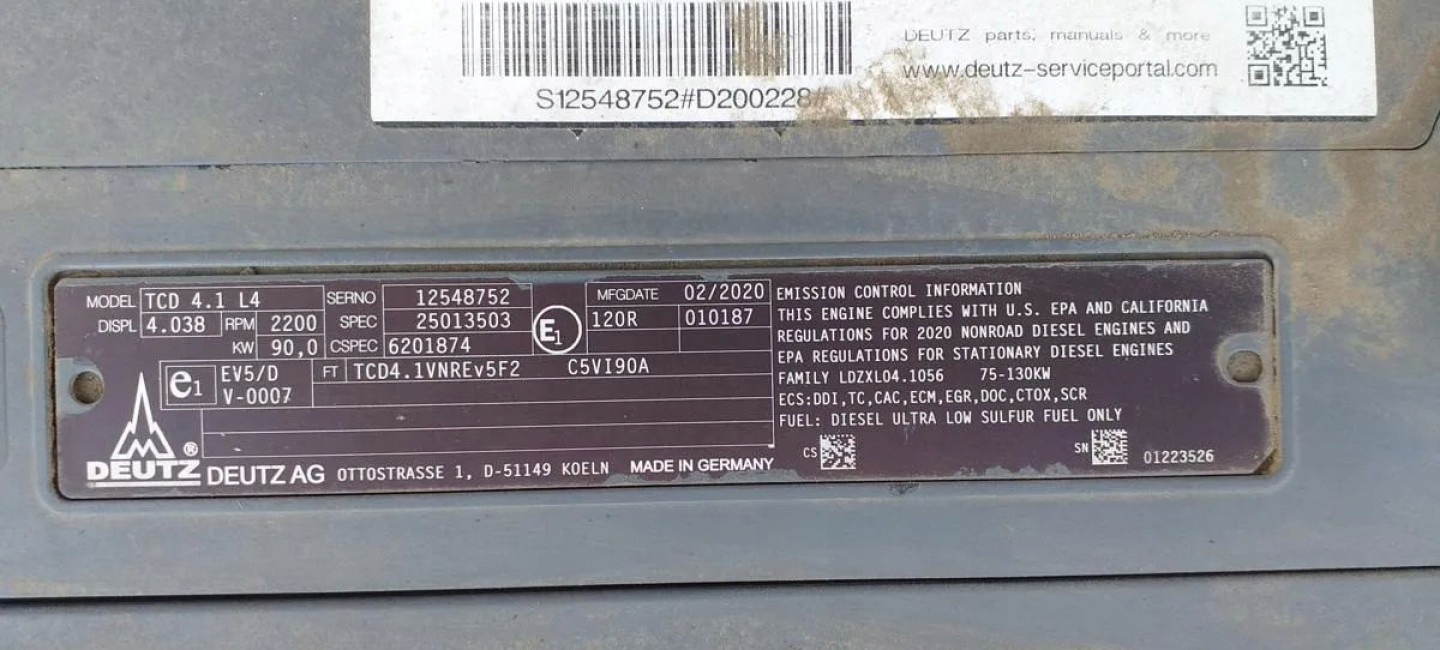 DEUTZ parts, manuals & more
www.deutz-serviceportal.com
S12548752#D200228#
MODEL TCD 4.1 L4 SERNO 12548752 MFGDATE 02/2020
DISPL 4.038 RPM 2200 SPEC 25013503 E1 120R 010187
KW 90,0 CSPEC 6201874
e1 EV5/D FT TCD4.1VNREv5F2 C5VI90A
V-0007
EMISSION CONTROL INFORMATION
THIS ENGINE COMPLIES WITH U.S. EPA AND CALIFORNIA
REGULATIONS FOR 2020 NONROAD DIESEL ENGINES AND
EPA REGULATIONS FOR STATIONARY DIESEL ENGINES
FAMILY LDZXL04.1056 75-130KW
ECS:DDI,TC,CAC,ECM,EGR,DOC,CTOX,SCR
FUEL: DIESEL ULTRA LOW SULFUR FUEL ONLY
CS SN 01223526
DEUTZ® DEUTZ AG OTTOSTRASSE 1, D-51149 KOELN MADE IN GERMANY